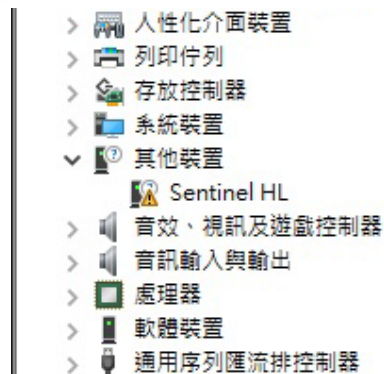 人性化介面裝置
列印佇列
存放控制器
系統裝置
其他裝置
Sentinel HL
音效、視訊及遊戲控制器
音訊輸入與輸出
處理器
軟體裝置
通用序列匯流排控制器